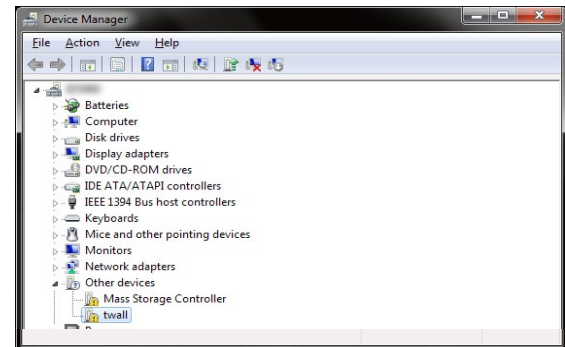 Device Manager
File Action View Help
Batteries
Computer
Disk drives
Display adapters
DVD/CD-ROM drives
IDE ATA/ATAPI controllers
IEEE 1394 Bus host controllers
Keyboards
Mice and other pointing devices
Monitors
Network adapters
Other devices
Mass Storage Controller
twall